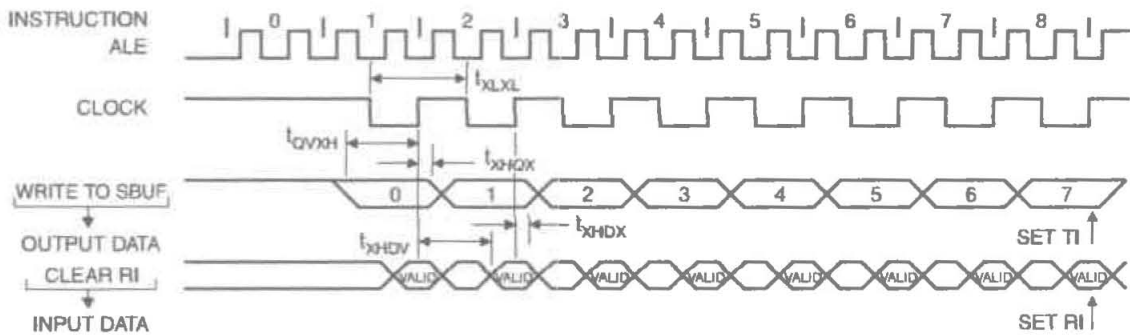 INSTRUCTION
0 1 2 3 4 5 6 7 8
ALE
tXLXL
CLOCK
tQVXH
tXHQX
WRITE TO SBUF
0 1 2 3 4 5 6 7
tXHDX
OUTPUT DATA
tXHDV
SET TI
CLEAR RI
VALID VALID VALID VALID VALID VALID VALID VALID
INPUT DATA
SET RI